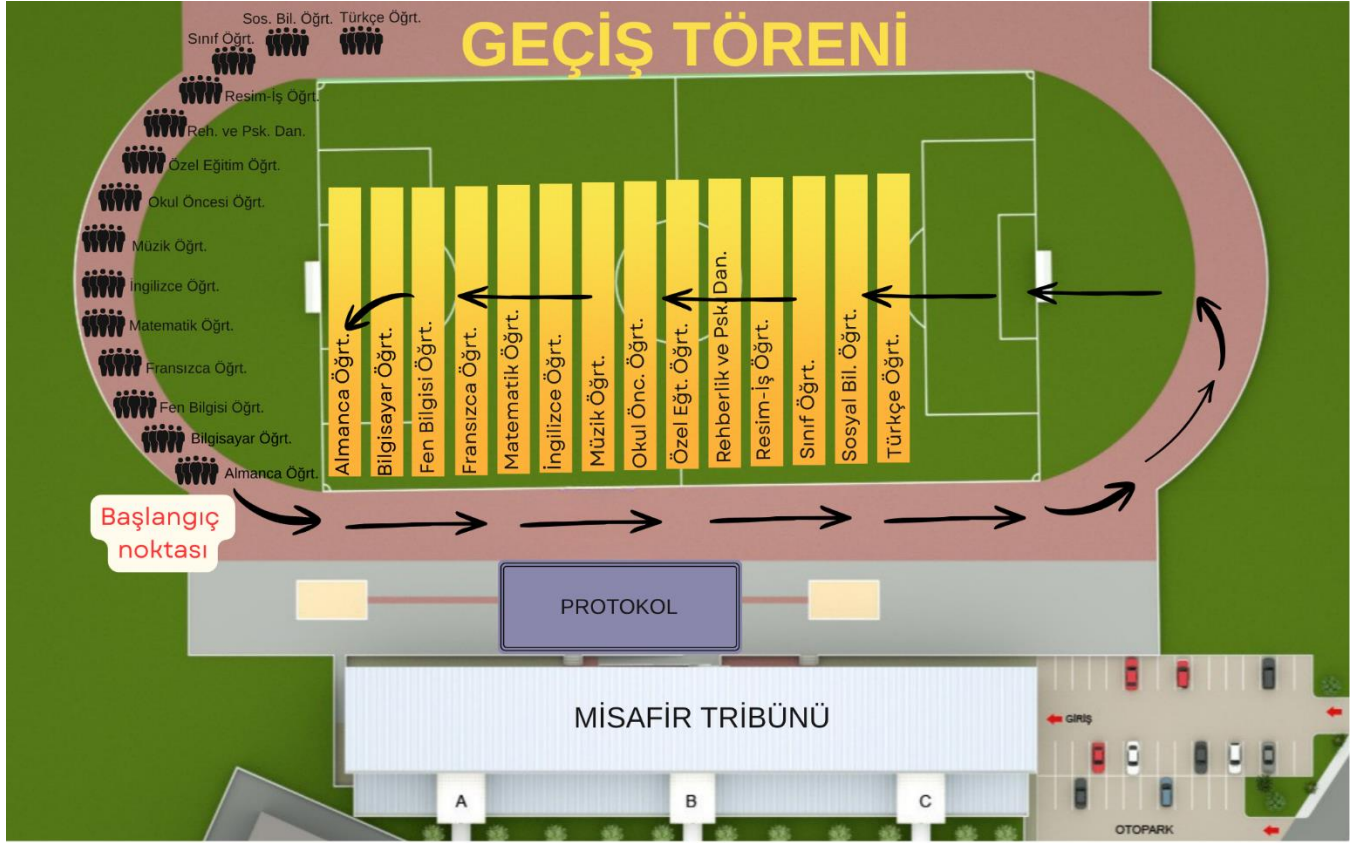 GEÇİŞ TÖRENİ
Sos. Bil. Öğrt.
Türkçe Öğrt.
Sınıf Öğrt.
Resim-İş Öğrt.
Reh. ve Psk. Dan.
Özel Eğitim Öğrt.
Okul Öncesi Öğrt.
Müzik Öğrt.
İngilizce Öğrt.
Matematik Öğrt.
Fransızca Öğrt.
Fen Bilgisi Öğrt.
Bilgisayar Öğrt.
Almanca Öğrt.
Başlangıç
noktası
Almanca Öğrt.
Bilgisayar Öğrt.
Fen Bilgisi Öğrt.
Fransızca Öğrt.
Matematik Öğrt.
İngilizce Öğrt.
Müzik Öğrt.
Okul Önc. Öğrt.
Özel Eğt. Öğrt.
Rehberlik ve Psk. Dan.
Resim-İş Öğrt.
Sınıf Öğrt.
Sosyal Bil. Öğrt.
Türkçe Öğrt.
PROTOKOL
MİSAFİR TRİBÜNÜ
GİRİŞ
A
B
C
OTOPARK